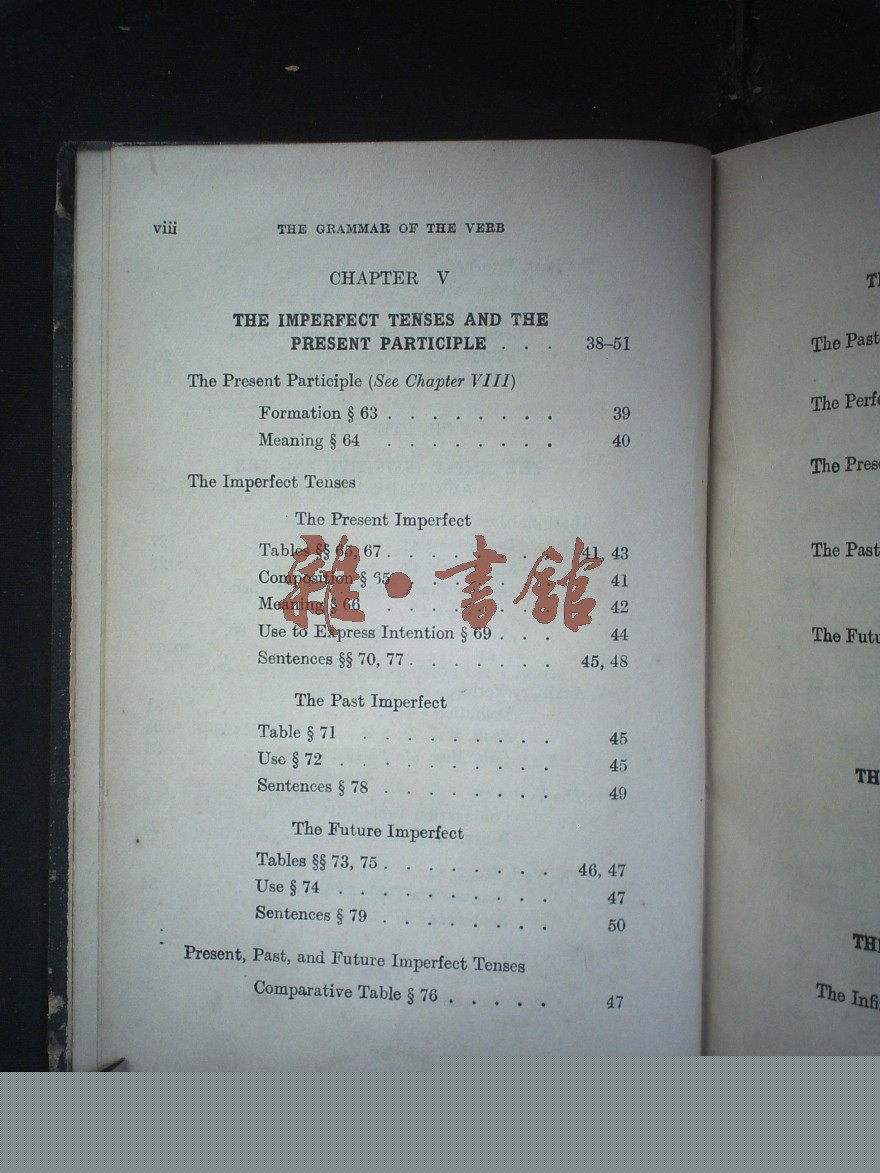 viii THE GRAMMAR OF THE VERB
CHAPTER V
THE IMPERFECT TENSES AND THE
PRESENT PARTICIPLE . . . 38–51
The Present Participle (See Chapter VIII)
Formation § 63 . . . . . . . . 39
Meaning § 64 . . . . . . . 40
The Imperfect Tenses
The Present Imperfect
Tables §§ 65, 67 . . . . . . . . 41, 43
Composition § 65 . . . . . . . 41
Meaning § 66 . . . . . . . 42
Use to Express Intention § 69 . . . 44
Sentences §§ 70, 77 . . . . . . . 45, 48
雜·書館
The Past Imperfect
Table § 71 . . . . . . . . . 45
Use § 72 . . . . . . . . . . 45
Sentences § 78 . . . . . . . . 49
The Future Imperfect
Tables §§ 73, 75 . . . . . . . . 46, 47
Use § 74 . . . . . . . . . . 47
Sentences § 79 . . . . . . . . 50
Present, Past, and Future Imperfect Tenses
Comparative Table § 76 . . . . . 47
The Past
The
The
The Past
The
TH
The